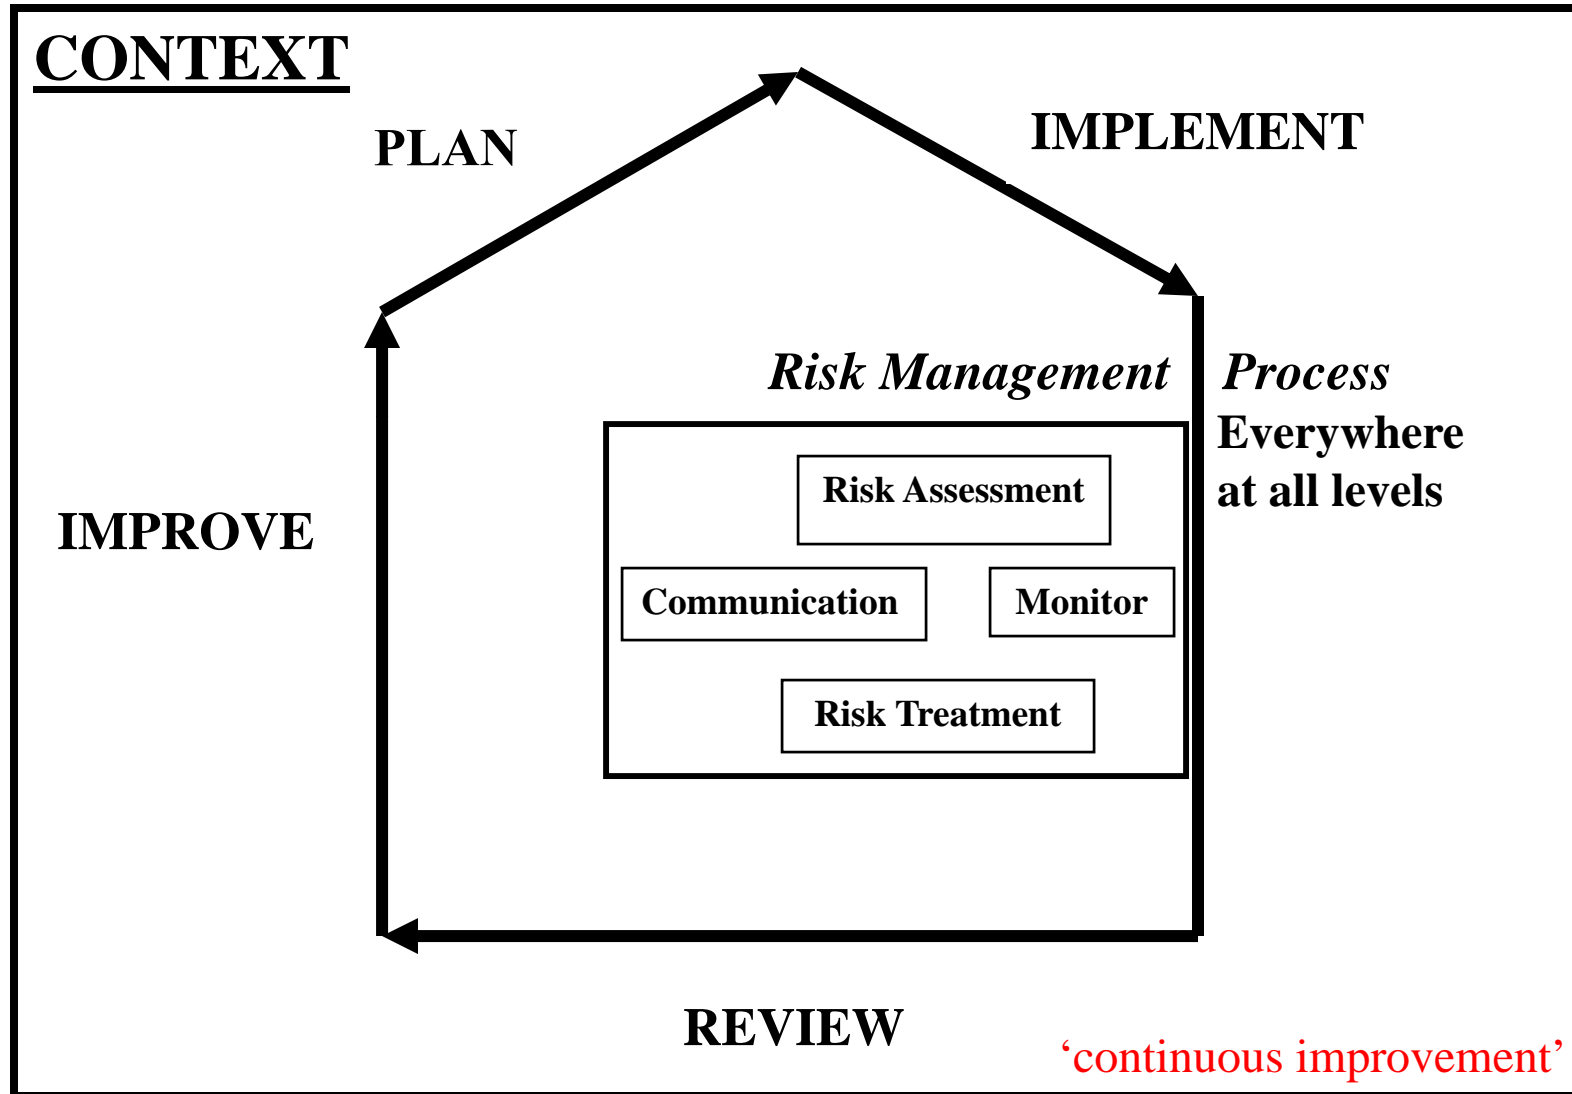 CONTEXT
PLAN
IMPLEMENT
Risk Management Process
Everywhere
at all levels
Risk Assessment
IMPROVE
Communication
Monitor
Risk Treatment
REVIEW
‘continuous improvement’